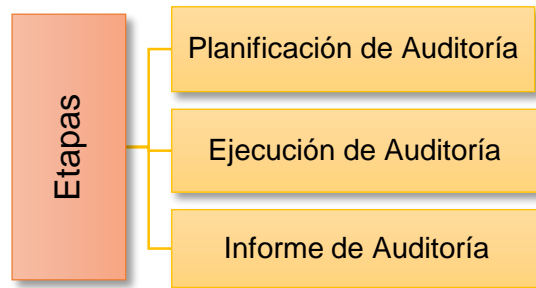 Etapas
Planificación de Auditoría
Ejecución de Auditoría
Informe de Auditoría